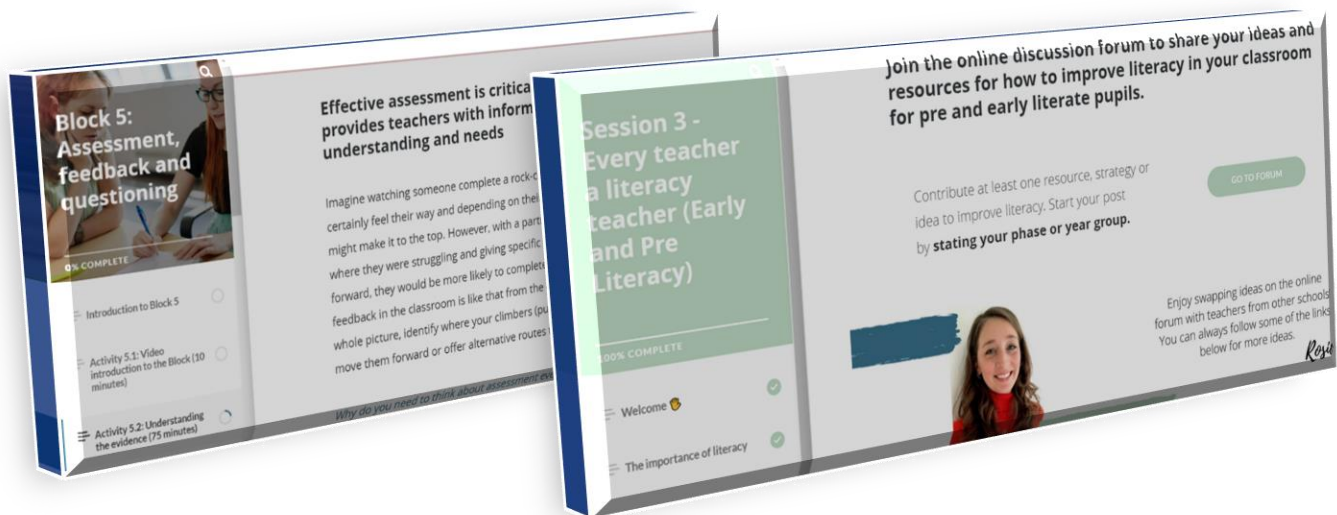 Block 5:
Assessment,
feedback and
questioning
0% COMPLETE
Introduction to Block 5
Activity 5.1: Video
introduction to the Block (10
minutes)
Activity 5.2: Understanding
the evidence (75 minutes)
Effective assessment is critica
provides teachers with inform
understanding and needs
Imagine watching someone complete a rock-c
certainly feel their way and depending on thei
might make it to the top. However, with a part
where they were struggling and giving specific
forward, they would be more likely to complete
feedback in the classroom is like that from the
whole picture, identify where your climbers (pu
move them forward or offer alternative routes
Why do you need to think about assessment
Session 3 -
Every teacher
a literacy
teacher (Early
and Pre
Literacy)
100% COMPLETE
Welcome 🖐
The importance of literacy
Join the online discussion forum to share your ideas and
resources for how to improve literacy in your classroom
for pre and early literate pupils.
Contribute at least one resource, strategy or
idea to improve literacy. Start your post
by stating your phase or year group.
GO TO FORUM
Enjoy swapping ideas on the online
forum with teachers from other schools
You can always follow some of the links
below for more ideas.
Rosie